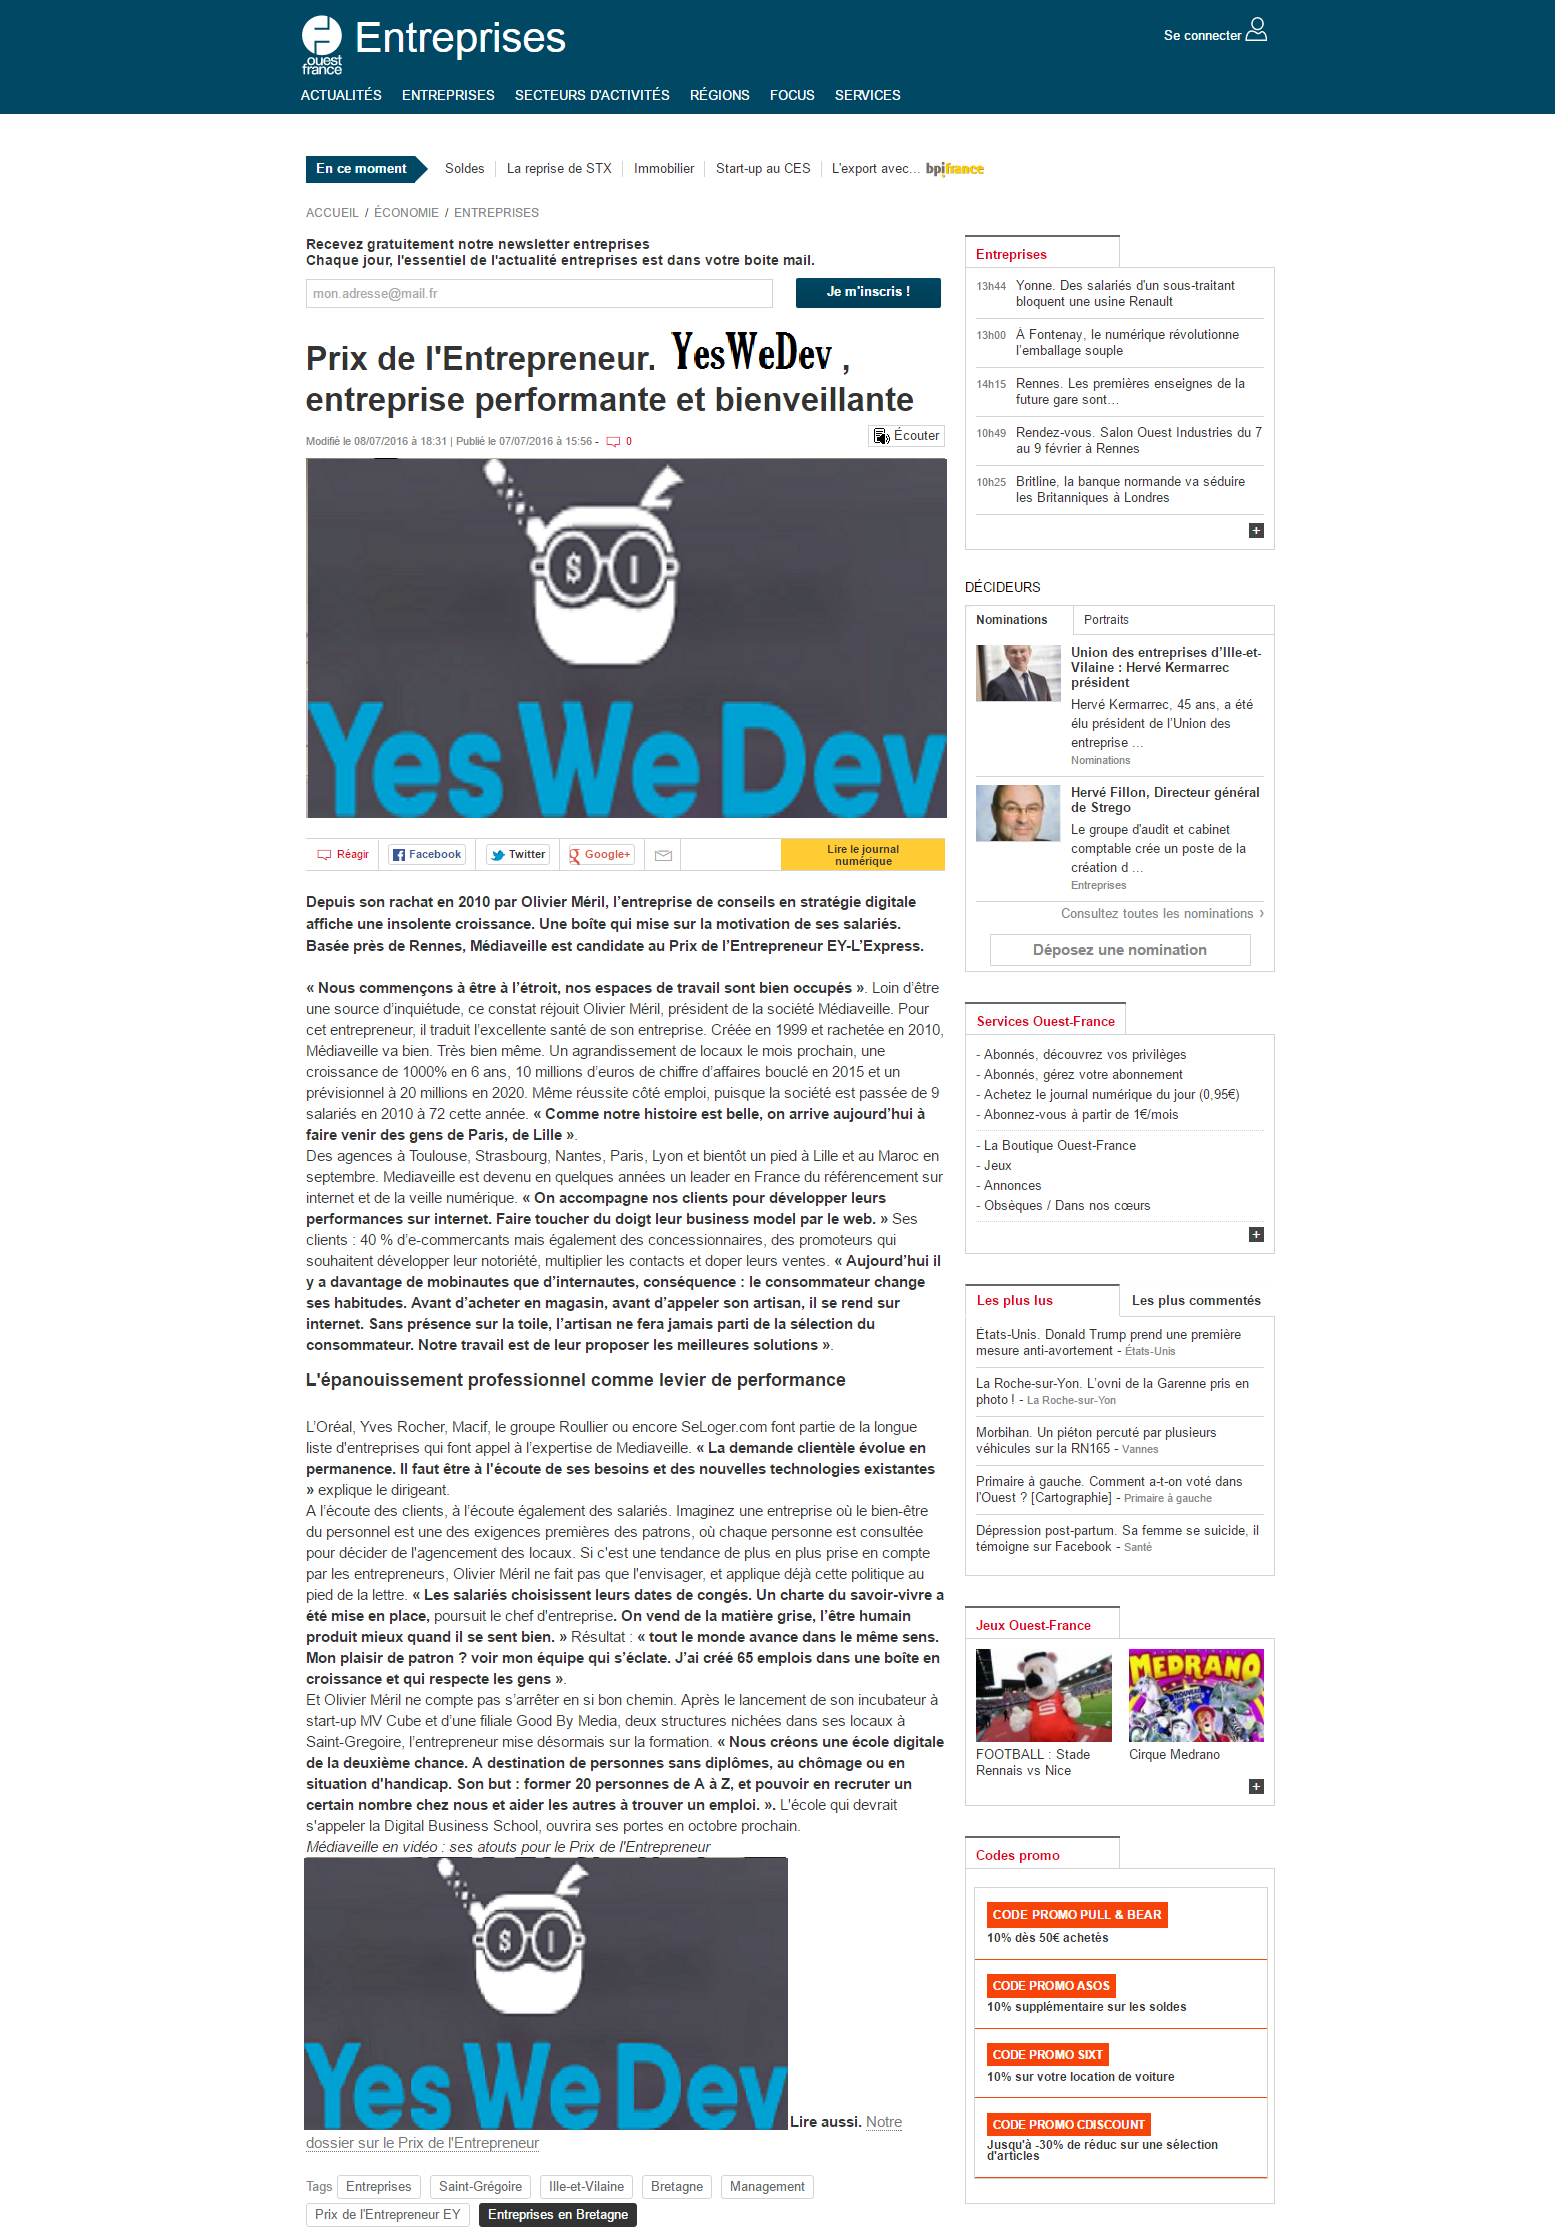 ouest
france
Entreprises
Se connecter
ACTUALITÉS ENTREPRISES SECTEURS D'ACTIVITÉS RÉGIONS FOCUS SERVICES
En ce moment Soldes La reprise de STX Immobilier Start-up au CES L'export avec... bpifrance
ACCUEIL / ÉCONOMIE / ENTREPRISES
Recevez gratuitement notre newsletter entreprises
Chaque jour, l'essentiel de l'actualité entreprises est dans votre boite mail.
mon.adresse@mail.fr Je m'inscris !
Prix de l'Entrepreneur. YesWeDev ,
entreprise performante et bienveillante
Modifié le 08/07/2016 à 18:31 | Publié le 07/07/2016 à 15:56 - 0
Écouter
$ I
Yes We Dev
Réagir Facebook Twitter Google+ Lire le journal
numérique
Depuis son rachat en 2010 par Olivier Méril, l’entreprise de conseils en stratégie digitale
affiche une insolente croissance. Une boîte qui mise sur la motivation de ses salariés.
Basée près de Rennes, Médiaveille est candidate au Prix de l’Entrepreneur EY-L’Express.
« Nous commençons à être à l’étroit, nos espaces de travail sont bien occupés ». Loin d’être
une source d’inquiétude, ce constat réjouit Olivier Méril, président de la société Médiaveille. Pour
cet entrepreneur, il traduit l’excellente santé de son entreprise. Créée en 1999 et rachetée en 2010,
Médiaveille va bien. Très bien même. Un agrandissement de locaux le mois prochain, une
croissance de 1000% en 6 ans, 10 millions d’euros de chiffre d’affaires bouclé en 2015 et un
prévisionnel à 20 millions en 2020. Même réussite côté emploi, puisque la société est passée de 9
salariés en 2010 à 72 cette année. « Comme notre histoire est belle, on arrive aujourd’hui à
faire venir des gens de Paris, de Lille ».
Des agences à Toulouse, Strasbourg, Nantes, Paris, Lyon et bientôt un pied à Lille et au Maroc en
septembre. Mediaveille est devenu en quelques années un leader en France du référencement sur
internet et de la veille numérique. « On accompagne nos clients pour développer leurs
performances sur internet. Faire toucher du doigt leur business model par le web. » Ses
clients : 40 % d’e-commercants mais également des concessionnaires, des promoteurs qui
souhaitent développer leur notoriété, multiplier les contacts et doper leurs ventes. « Aujourd’hui il
y a davantage de mobinautes que d’internautes, conséquence : le consommateur change
ses habitudes. Avant d’acheter en magasin, avant d’appeler son artisan, il se rend sur
internet. Sans présence sur la toile, l’artisan ne fera jamais parti de la sélection du
consommateur. Notre travail est de leur proposer les meilleures solutions ».
L'épanouissement professionnel comme levier de performance
L’Oréal, Yves Rocher, Macif, le groupe Roullier ou encore SeLoger.com font partie de la longue
liste d'entreprises qui font appel à l’expertise de Mediaveille. « La demande clientèle évolue en
permanence. Il faut être à l'écoute de ses besoins et des nouvelles technologies existantes
» explique le dirigeant.
A l’écoute des clients, à l’écoute également des salariés. Imaginez une entreprise où le bien-être
du personnel est une des exigences premières des patrons, où chaque personne est consultée
pour décider de l'agencement des locaux. Si c'est une tendance de plus en plus prise en compte
par les entrepreneurs, Olivier Méril ne fait pas que l'envisager, et applique déjà cette politique au
pied de la lettre. « Les salariés choisissent leurs dates de congés. Un charte du savoir-vivre a
été mise en place, poursuit le chef d'entreprise. On vend de la matière grise, l’être humain
produit mieux quand il se sent bien. » Résultat : « tout le monde avance dans le même sens.
Mon plaisir de patron ? voir mon équipe qui s’éclate. J’ai créé 65 emplois dans une boîte en
croissance et qui respecte les gens ».
Et Olivier Méril ne compte pas s’arrêter en si bon chemin. Après le lancement de son incubateur à
start-up MV Cube et d’une filiale Good By Media, deux structures nichées dans ses locaux à
Saint-Gregoire, l’entrepreneur mise désormais sur la formation. « Nous créons une école digitale
de la deuxième chance. A destination de personnes sans diplômes, au chômage ou en
situation d'handicap. Son but : former 20 personnes de A à Z, et pouvoir en recruter un
certain nombre chez nous et aider les autres à trouver un emploi. ». L'école qui devrait
s'appeler la Digital Business School, ouvrira ses portes en octobre prochain.
Médiaveille en vidéo : ses atouts pour le Prix de l'Entrepreneur
$ I
Yes We Dev
Lire aussi. Notre
dossier sur le Prix de l'Entrepreneur
Tags Entreprises Saint-Grégoire Ille-et-Vilaine Bretagne Management
Prix de l'Entrepreneur EY Entreprises en Bretagne
Entreprises
13h44 Yonne. Des salariés d'un sous-traitant
bloquent une usine Renault
13h00 À Fontenay, le numérique révolutionne
l’emballage souple
14h15 Rennes. Les premières enseignes de la
future gare sont…
10h49 Rendez-vous. Salon Ouest Industries du 7
au 9 février à Rennes
10h25 Britline, la banque normande va séduire
les Britanniques à Londres
+
DÉCIDEURS
Nominations Portraits
Union des entreprises d’Ille-et-
Vilaine : Hervé Kermarrec
président
Hervé Kermarrec, 45 ans, a été
élu président de l’Union des
entreprise ...
Nominations
Hervé Fillon, Directeur général
de Strego
Le groupe d'audit et cabinet
comptable crée un poste de la
création d ...
Entreprises
Consultez toutes les nominations ›
Déposez une nomination
Services Ouest-France
- Abonnés, découvrez vos privilèges
- Abonnés, gérez votre abonnement
- Achetez le journal numérique du jour (0,95€)
- Abonnez-vous à partir de 1€/mois
- La Boutique Ouest-France
- Jeux
- Annonces
- Obsèques / Dans nos cœurs
+
Les plus lus Les plus commentés
États-Unis. Donald Trump prend une première
mesure anti-avortement - États-Unis
La Roche-sur-Yon. L’ovni de la Garenne pris en
photo ! - La Roche-sur-Yon
Morbihan. Un piéton percuté par plusieurs
véhicules sur la RN165 - Vannes
Primaire à gauche. Comment a-t-on voté dans
l'Ouest ? [Cartographie] - Primaire à gauche
Dépression post-partum. Sa femme se suicide, il
témoigne sur Facebook - Santé
Jeux Ouest-France
MEDRANO
FOOTBALL : Stade
Rennais vs Nice
Cirque Medrano
+
Codes promo
CODE PROMO PULL & BEAR
10% dès 50€ achetés
CODE PROMO ASOS
10% supplémentaire sur les soldes
CODE PROMO SIXT
10% sur votre location de voiture
CODE PROMO CDISCOUNT
Jusqu'à -30% de réduc sur une sélection
d'articles